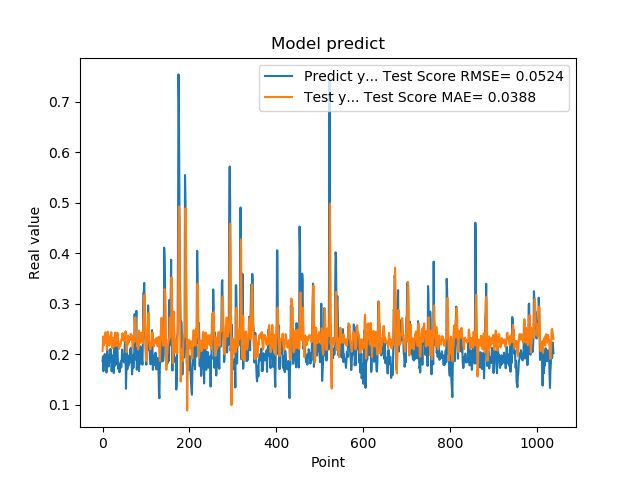 Model predict
Predict y... Test Score RMSE= 0.0524
Test y... Test Score MAE= 0.0388
0.7
0.6
0.5
0.4
0.3
0.2
0.1
Real value
0 200 400 600 800 1000
Point